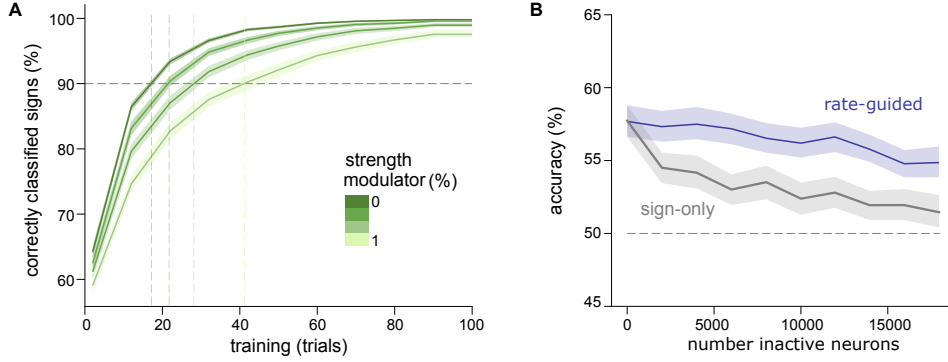 A
correctly classified signs (%)
100
90
80
70
60
strength
modulator (%)
0
1
0 20 40 60 80 100
training (trials)
B
accuracy (%)
65
60
55
50
45
rate-guided
sign-only
0 5000 10000 15000
number inactive neurons